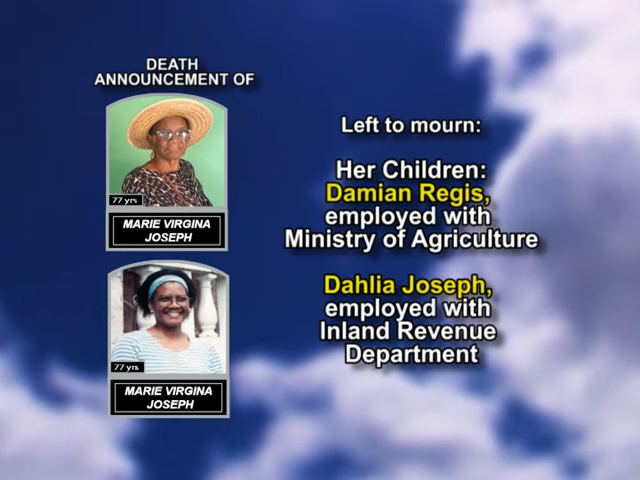 DEATH
ANNOUNCEMENT OF
77 yrs
MARIE VIRGINA
JOSEPH
77 yrs
MARIE VIRGINA
JOSEPH
Left to mourn:
Her Children:
Damian Regis,
employed with
Ministry of Agriculture
Dahlia Joseph,
employed with
Inland Revenue
Department